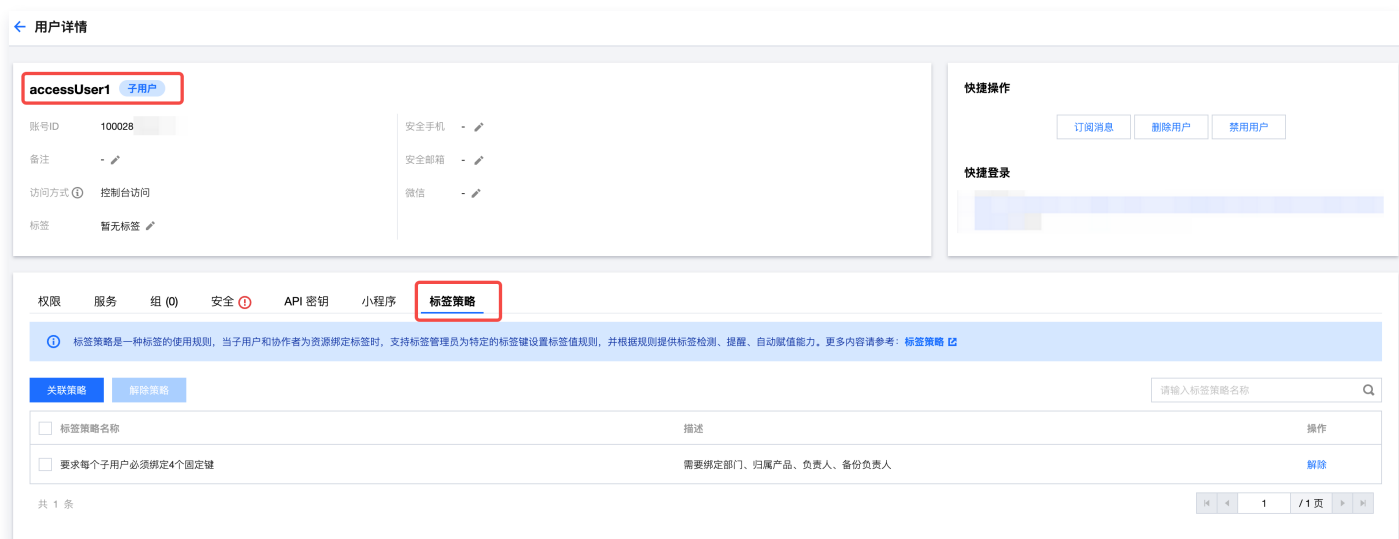 用户详情
accessUser1 子用户
快捷操作
账号ID 100028 安全手机 -
订阅消息 删除用户 禁用用户
备注 - 安全邮箱 -
快捷登录
访问方式 控制台访问 微信 -
标签 暂无标签
权限 服务 组 (0) 安全 API 密钥 小程序 标签策略
标签策略是一种标签的使用规则，当子用户和协作者为资源绑定标签时，支持标签管理员为特定的标签键设置标签值规则，并根据规则提供标签检测、提醒、自动赋值能力。更多内容请参考：标签策略
关联策略 解除策略 请输入标签策略名称
标签策略名称 描述 操作
要求每个子用户必须绑定4个固定键 需要绑定部门、归属产品、负责人、备份负责人 解除
共 1 条 1 / 1 页